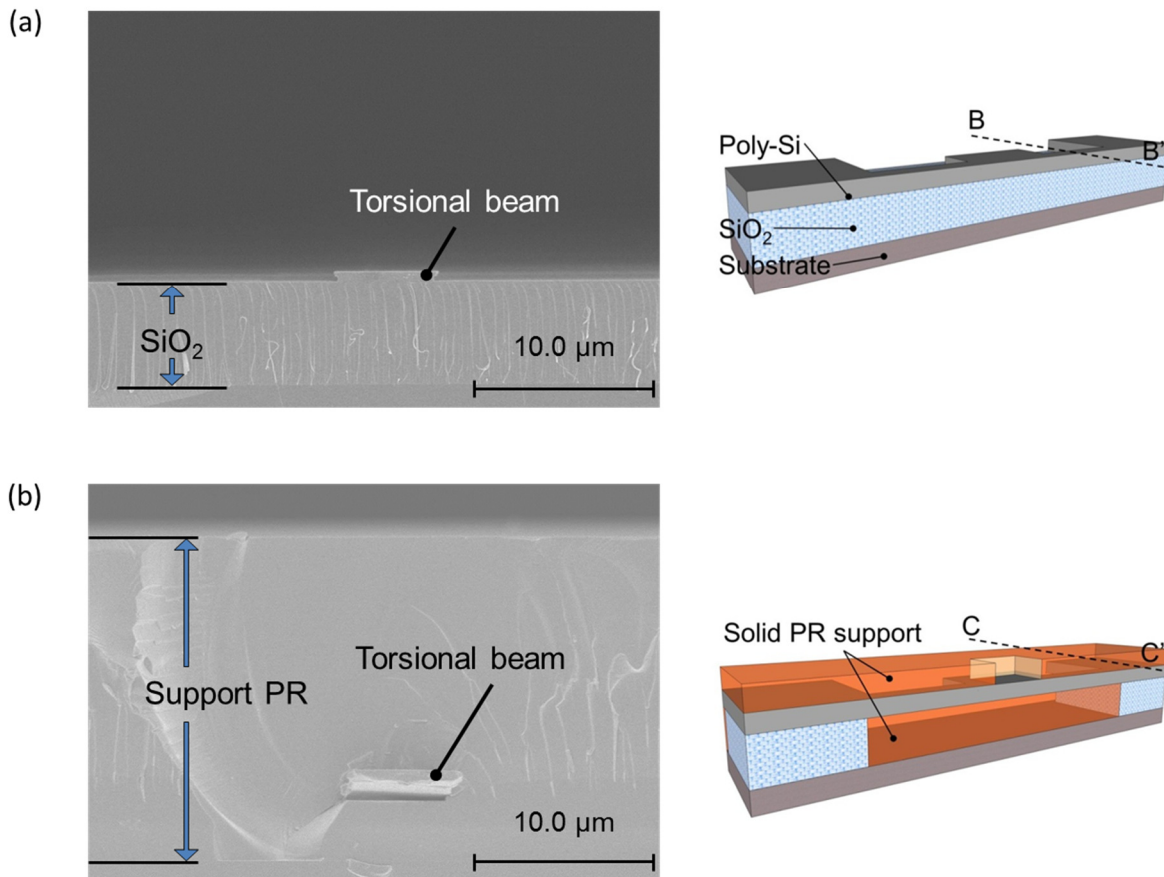 (a)
Torsional beam
SiO₂
10.0 μm
B
B'
Poly-Si
SiO₂
Substrate
(b)
Torsional beam
Support PR
10.0 μm
C
C'
Solid PR support